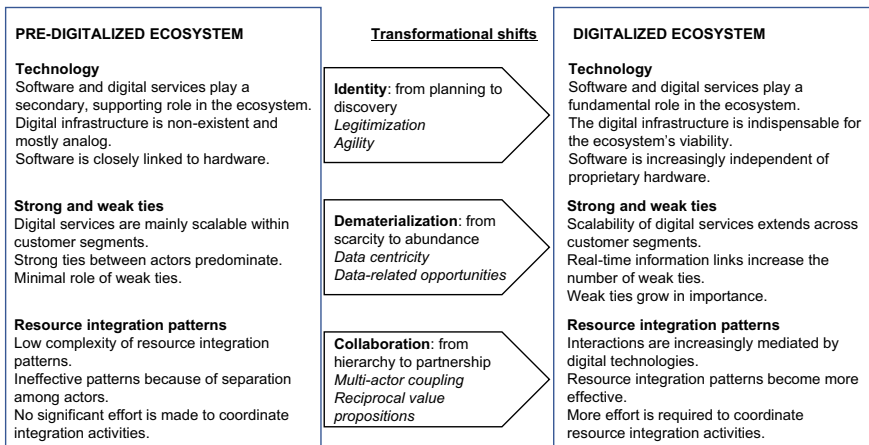 PRE-DIGITALIZED ECOSYSTEM
Technology
Software and digital services play a
secondary, supporting role in the ecosystem.
Digital infrastructure is non-existent and
mostly analog.
Software is closely linked to hardware.
Strong and weak ties
Digital services are mainly scalable within
customer segments.
Strong ties between actors predominate.
Minimal role of weak ties.
Resource integration patterns
Low complexity of resource integration
patterns.
Ineffective patterns because of separation
among actors.
No significant effort is made to coordinate
integration activities.
Transformational shifts
Identity: from planning to
discovery
Legitimization
Agility
Dematerialization: from
scarcity to abundance
Data centricity
Data-related opportunities
Collaboration: from
hierarchy to partnership
Multi-actor coupling
Reciprocal value
propositions
DIGITALIZED ECOSYSTEM
Technology
Software and digital services play a
fundamental role in the ecosystem.
The digital infrastructure is indispensable for
the ecosystem's viability.
Software is increasingly independent of
proprietary hardware.
Strong and weak ties
Scalability of digital services extends across
customer segments.
Real-time information links increase the
number of weak ties.
Weak ties grow in importance.
Resource integration patterns
Interactions are increasingly mediated by
digital technologies.
Resource integration patterns become more
effective.
More effort is required to coordinate
resource integration activities.